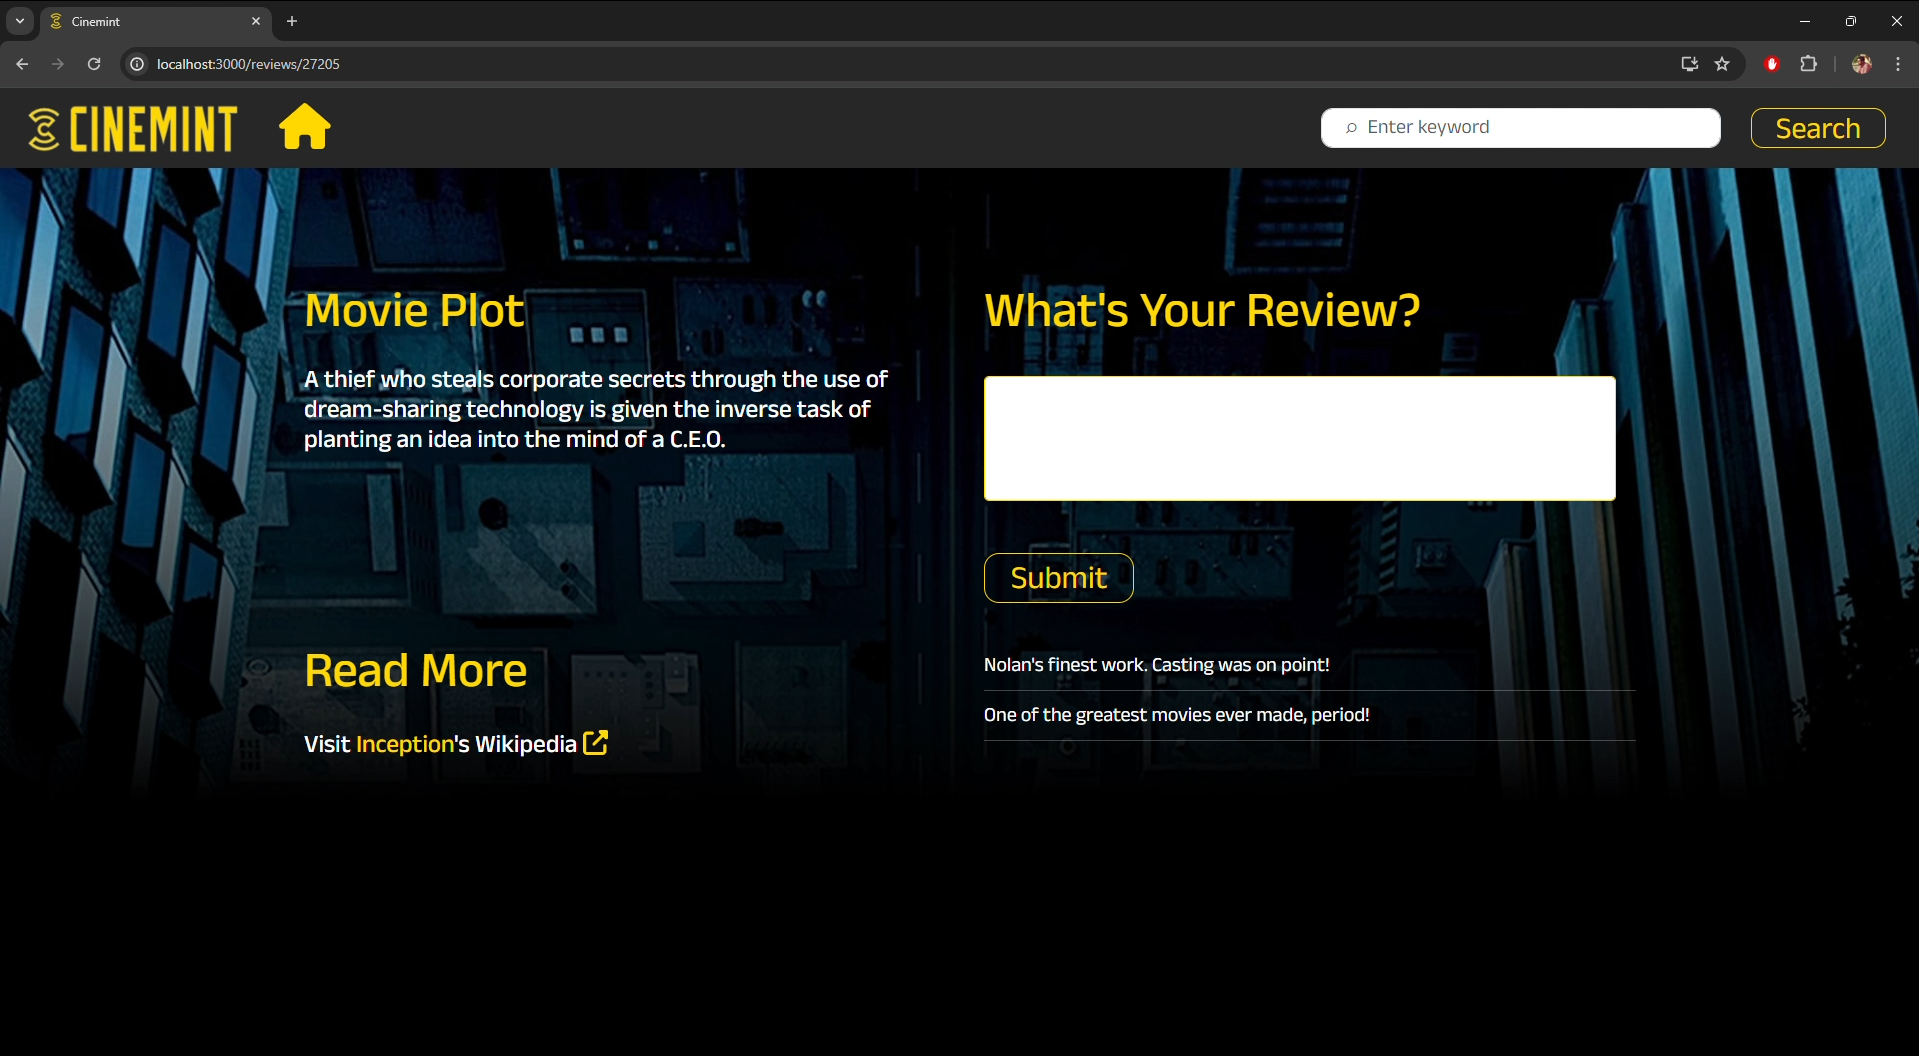 Cinemint
localhost:3000/reviews/27205
CINEMINT
Enter keyword
Search
Movie Plot
A thief who steals corporate secrets through the use of
dream-sharing technology is given the inverse task of
planting an idea into the mind of a C.E.O.
Read More
Visit Inception's Wikipedia
What's Your Review?
Submit
Nolan's finest work. Casting was on point!
One of the greatest movies ever made, period!